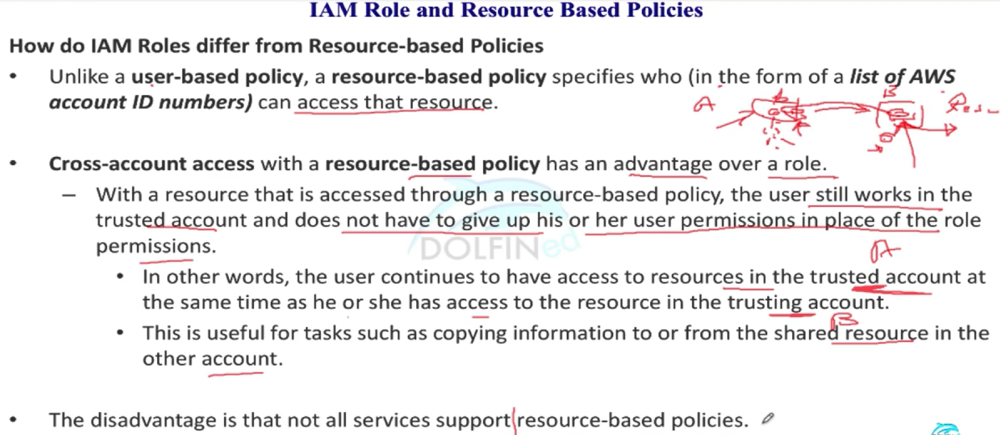 IAM Role and Resource Based Policies
How do IAM Roles differ from Resource-based Policies
• Unlike a user-based policy, a resource-based policy specifies who (in the form of a list of AWS
account ID numbers) can access that resource.
A
B
• Cross-account access with a resource-based policy has an advantage over a role.
– With a resource that is accessed through a resource-based policy, the user still works in the
trusted account and does not have to give up his or her user permissions in place of the role
permissions.
DOLFINed
A
• In other words, the user continues to have access to resources in the trusted account at
the same time as he or she has access to the resource in the trusting account.
B
• This is useful for tasks such as copying information to or from the shared resource in the
other account.
• The disadvantage is that not all services support resource-based policies.